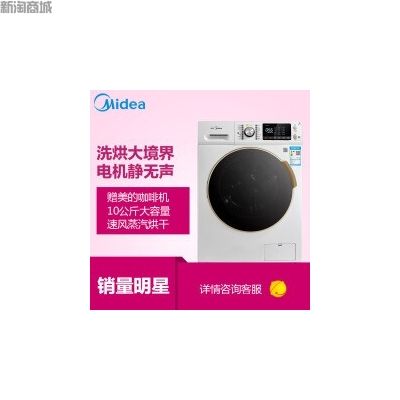 新淘商城
Midea
洗烘大境界
电机静无声
赠美的咖啡机
10公斤大容量
速风蒸汽烘干
销量明星
详情咨询客服